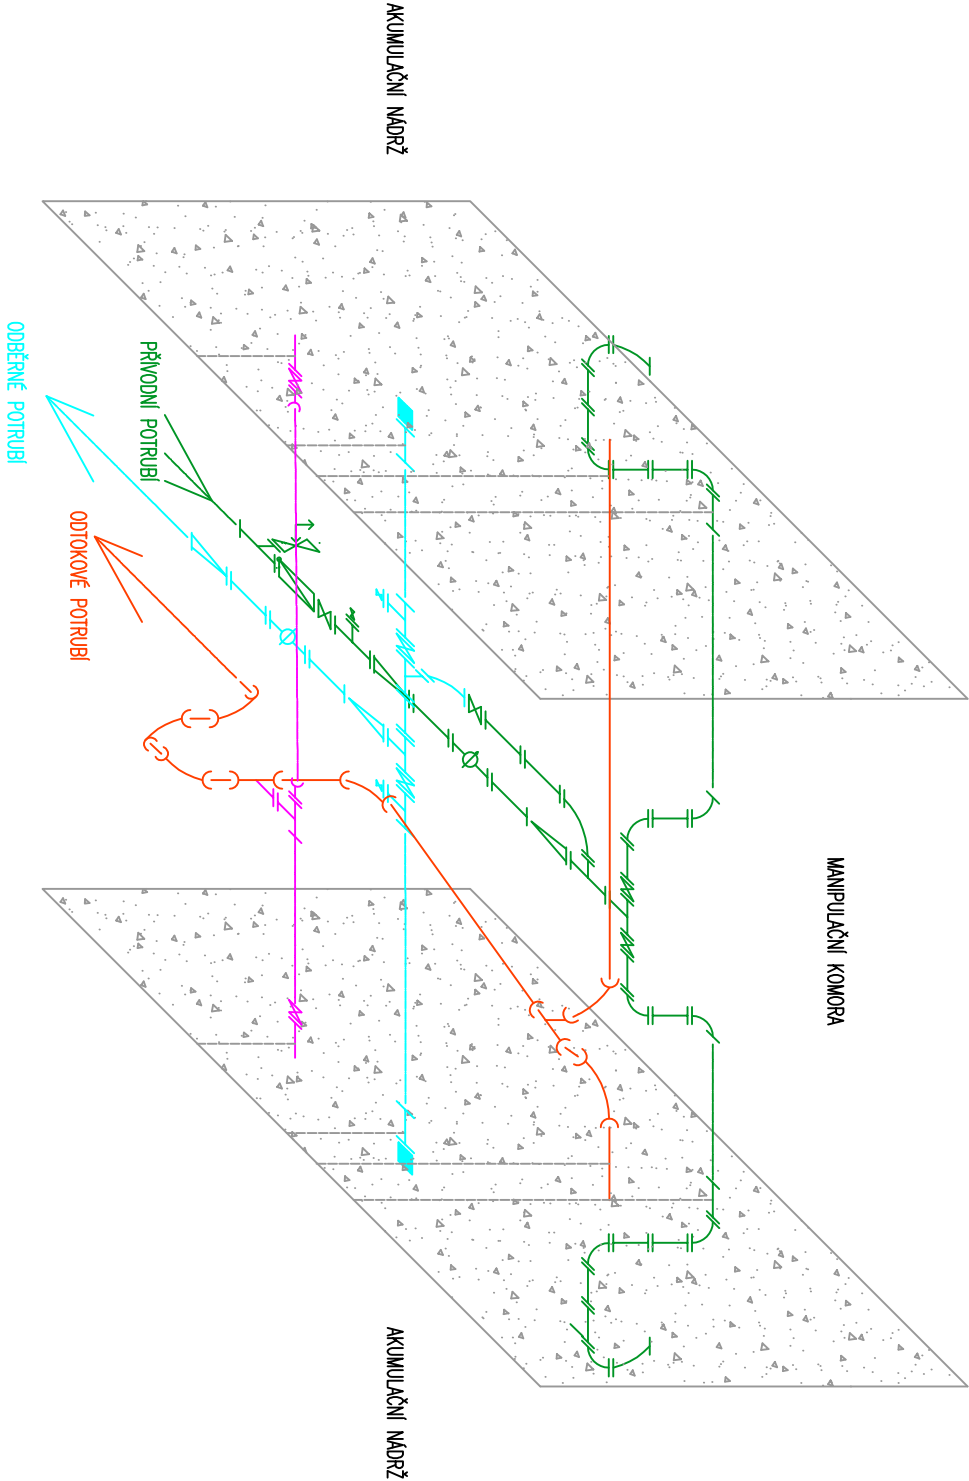 AKUMULAČNÍ NÁDRŽ
MANIPULAČNÍ KOMORA
AKUMULAČNÍ NÁDRŽ
PŘÍVODNÍ POTRUBÍ
ODTOKOVÉ POTRUBÍ
ODBĚRNÉ POTRUBÍ